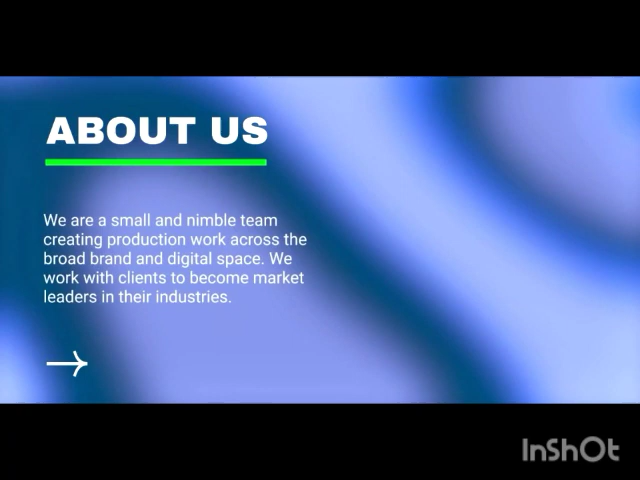 ABOUT US
We are a small and nimble team
creating production work across the
broad brand and digital space. We
work with clients to become market
leaders in their industries.
InShOt